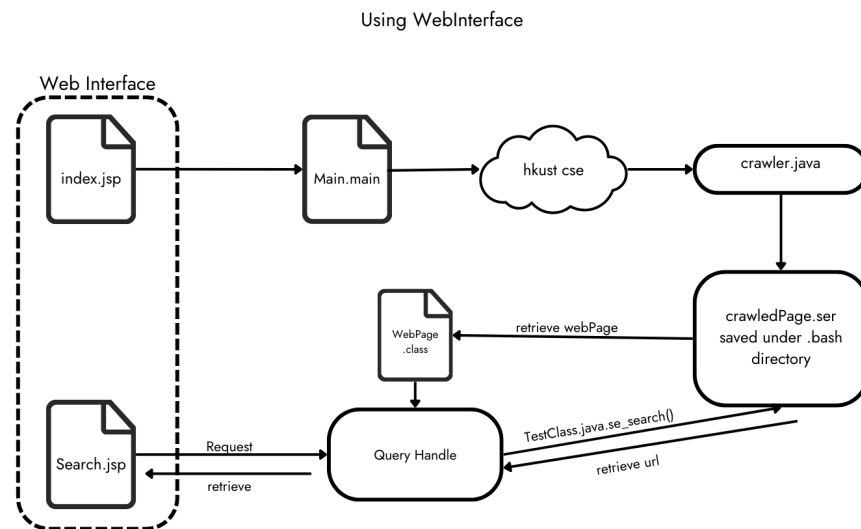 Using WebInterface
Web Interface
index.jsp
Main.main
hkust cse
crawler.java
crawledPage.ser
saved under .bash
directory
retrieve webPage
WebPage
.class
Search.jsp
Request
retrieve
Query Handle
TestClass.java.se_search()
retrieve url